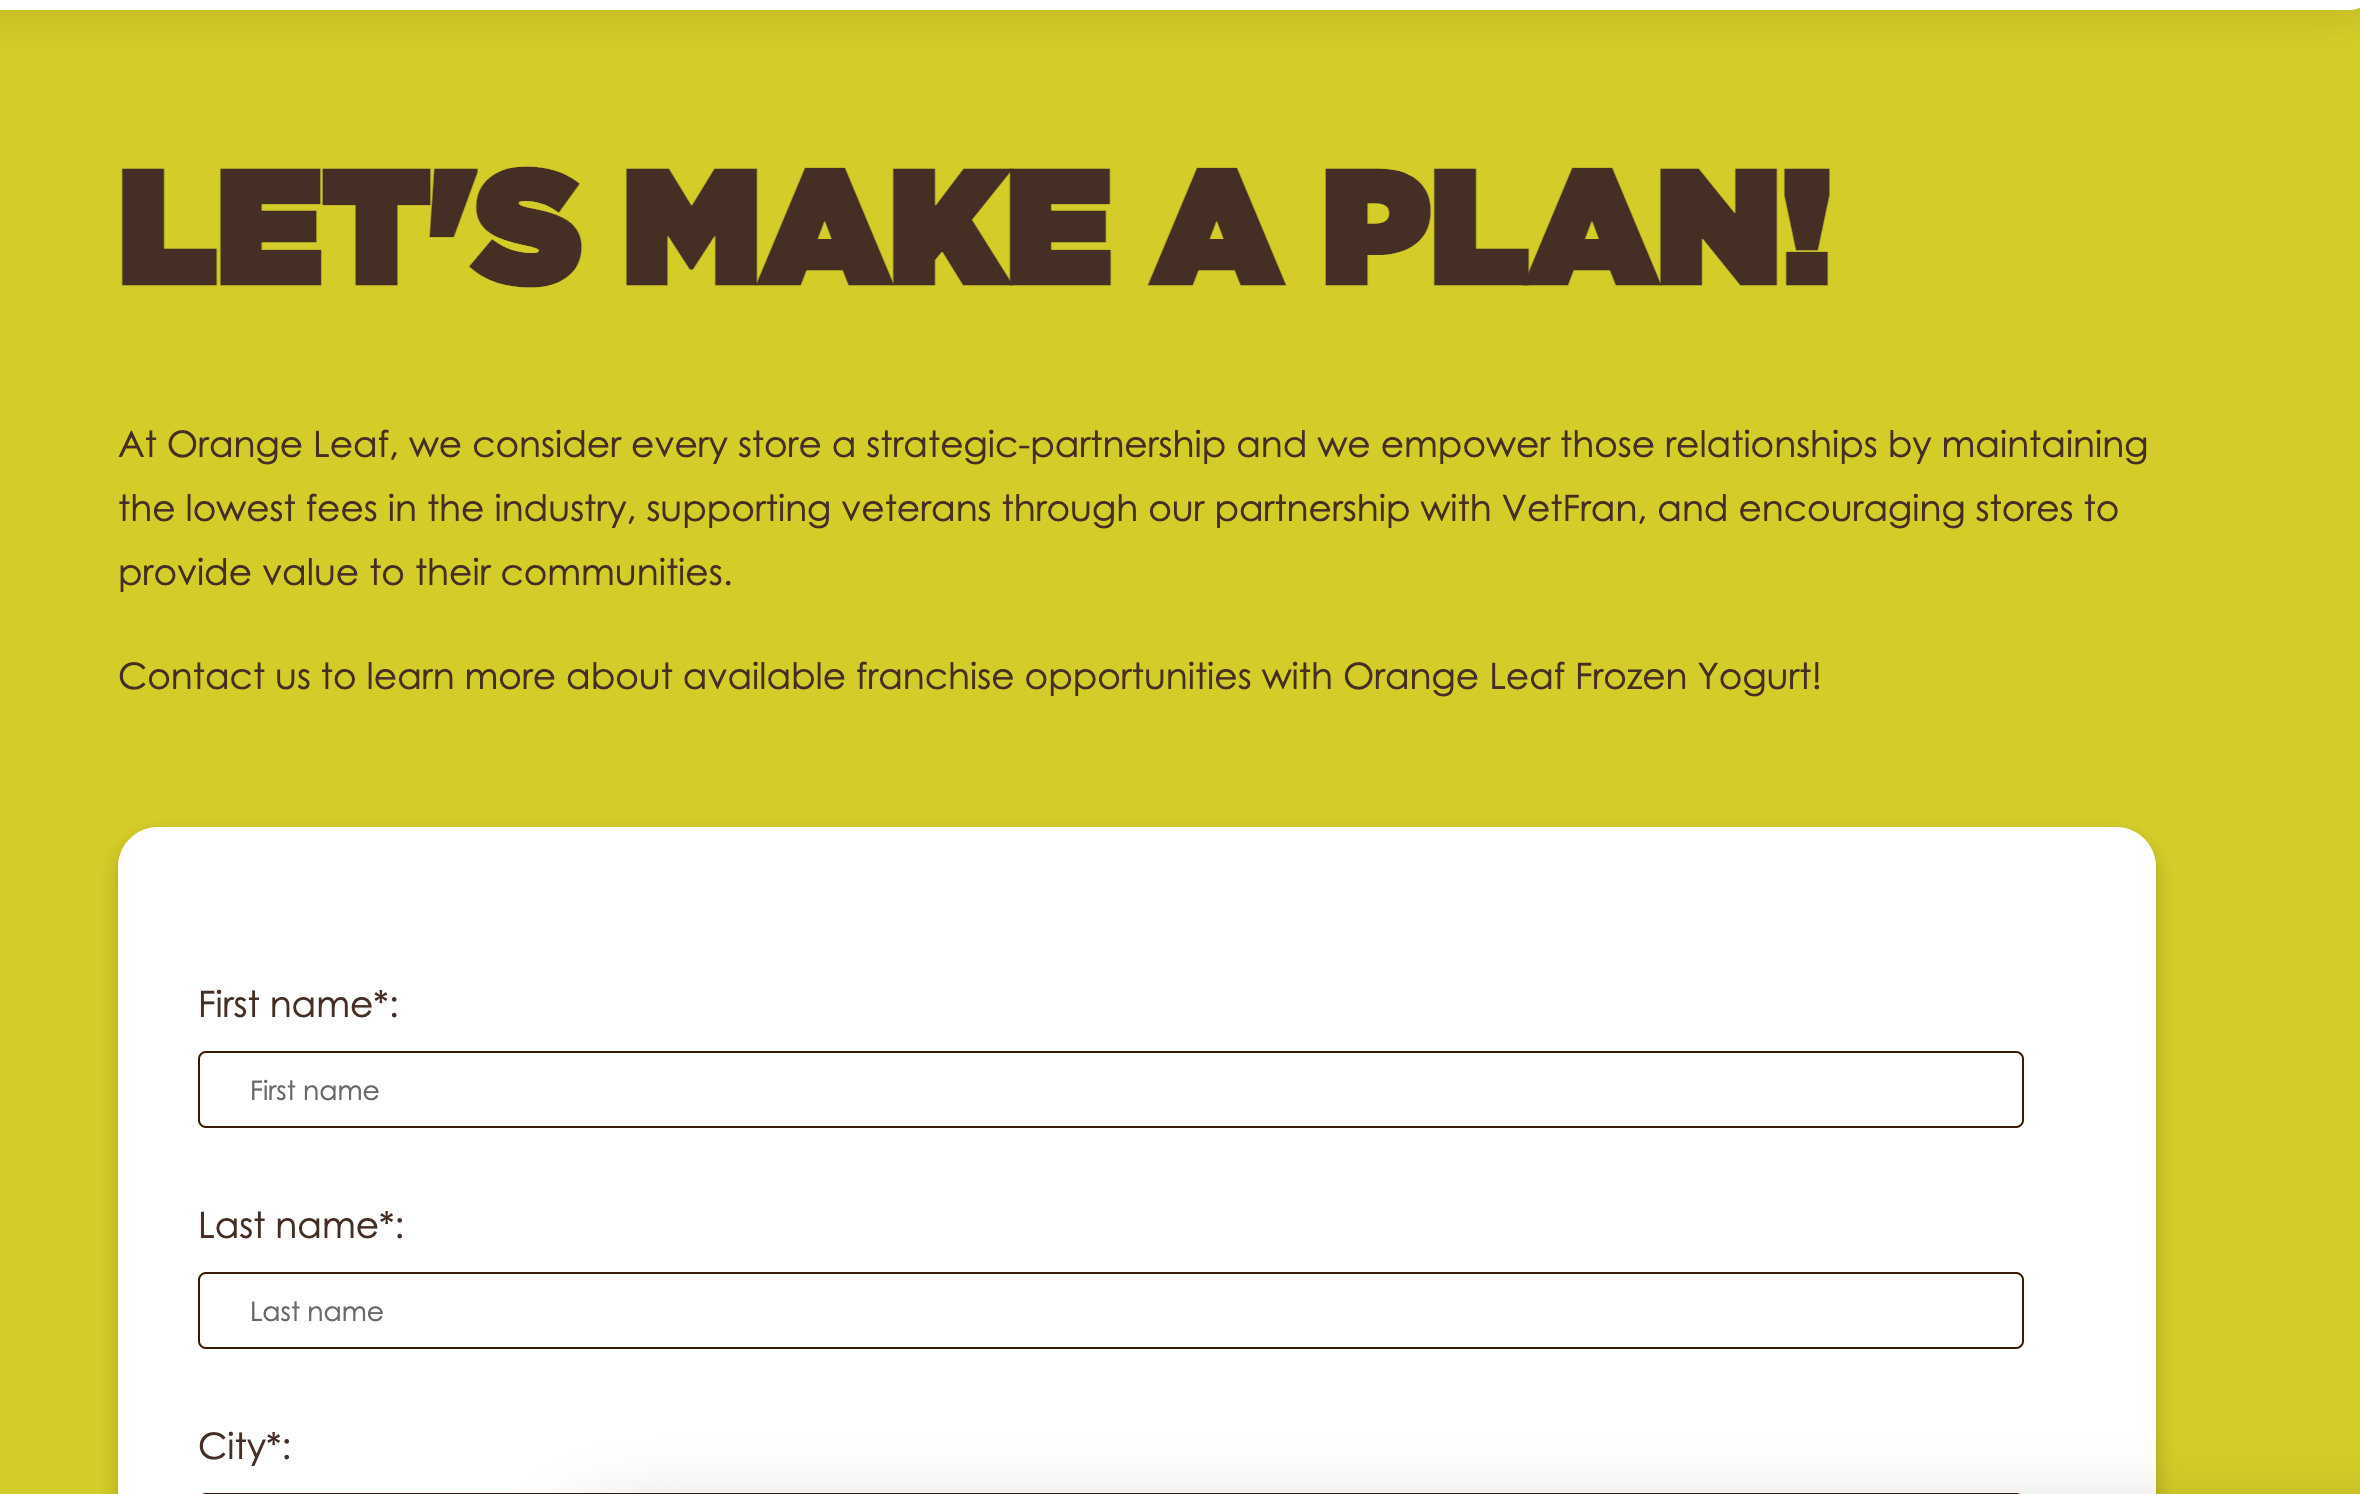 LET'S MAKE A PLAN!
At Orange Leaf, we consider every store a strategic-partnership and we empower those relationships by maintaining
the lowest fees in the industry, supporting veterans through our partnership with VetFran, and encouraging stores to
provide value to their communities.
Contact us to learn more about available franchise opportunities with Orange Leaf Frozen Yogurt!
First name*:
First name
Last name*:
Last name
City*: